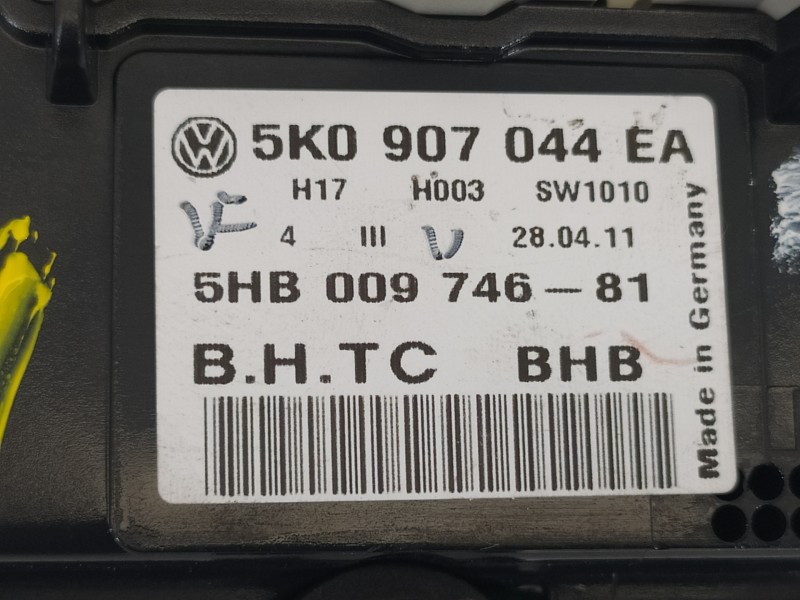 5K0 907 044 EA
H17 H003 SW1010
4 III 28.04.11
5HB 009 746-81
B.H.TC BHB
Made in Germany